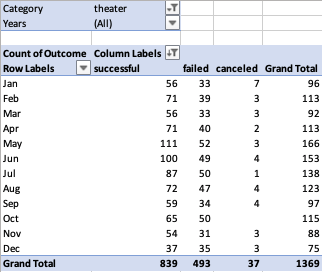 Category theater
Years (All)
Count of Outcome Column Labels
Row Labels successful failed canceled Grand Total
Jan 56 33 7 96
Feb 71 39 3 113
Mar 56 33 3 92
Apr 71 40 2 113
May 111 52 3 166
Jun 100 49 4 153
Jul 87 50 1 138
Aug 72 47 4 123
Sep 59 34 4 97
Oct 65 50 115
Nov 54 31 3 88
Dec 37 35 3 75
Grand Total 839 493 37 1369